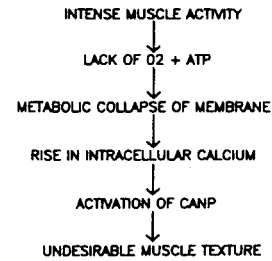 INTENSE MUSCLE ACTIVITY
LACK OF 02 + ATP
METABOLIC COLLAPSE OF MEMBRANE
RISE IN INTRACELLULAR CALCIUM
ACTIVATION OF CANP
UNDESIRABLE MUSCLE TEXTURE